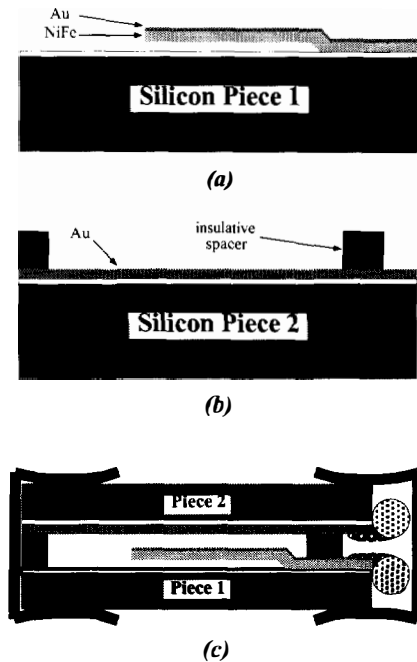 Au
NiFe
Silicon Piece 1
(a)
Au
insulative
spacer
Silicon Piece 2
(b)
Piece 2
Piece 1
(c)